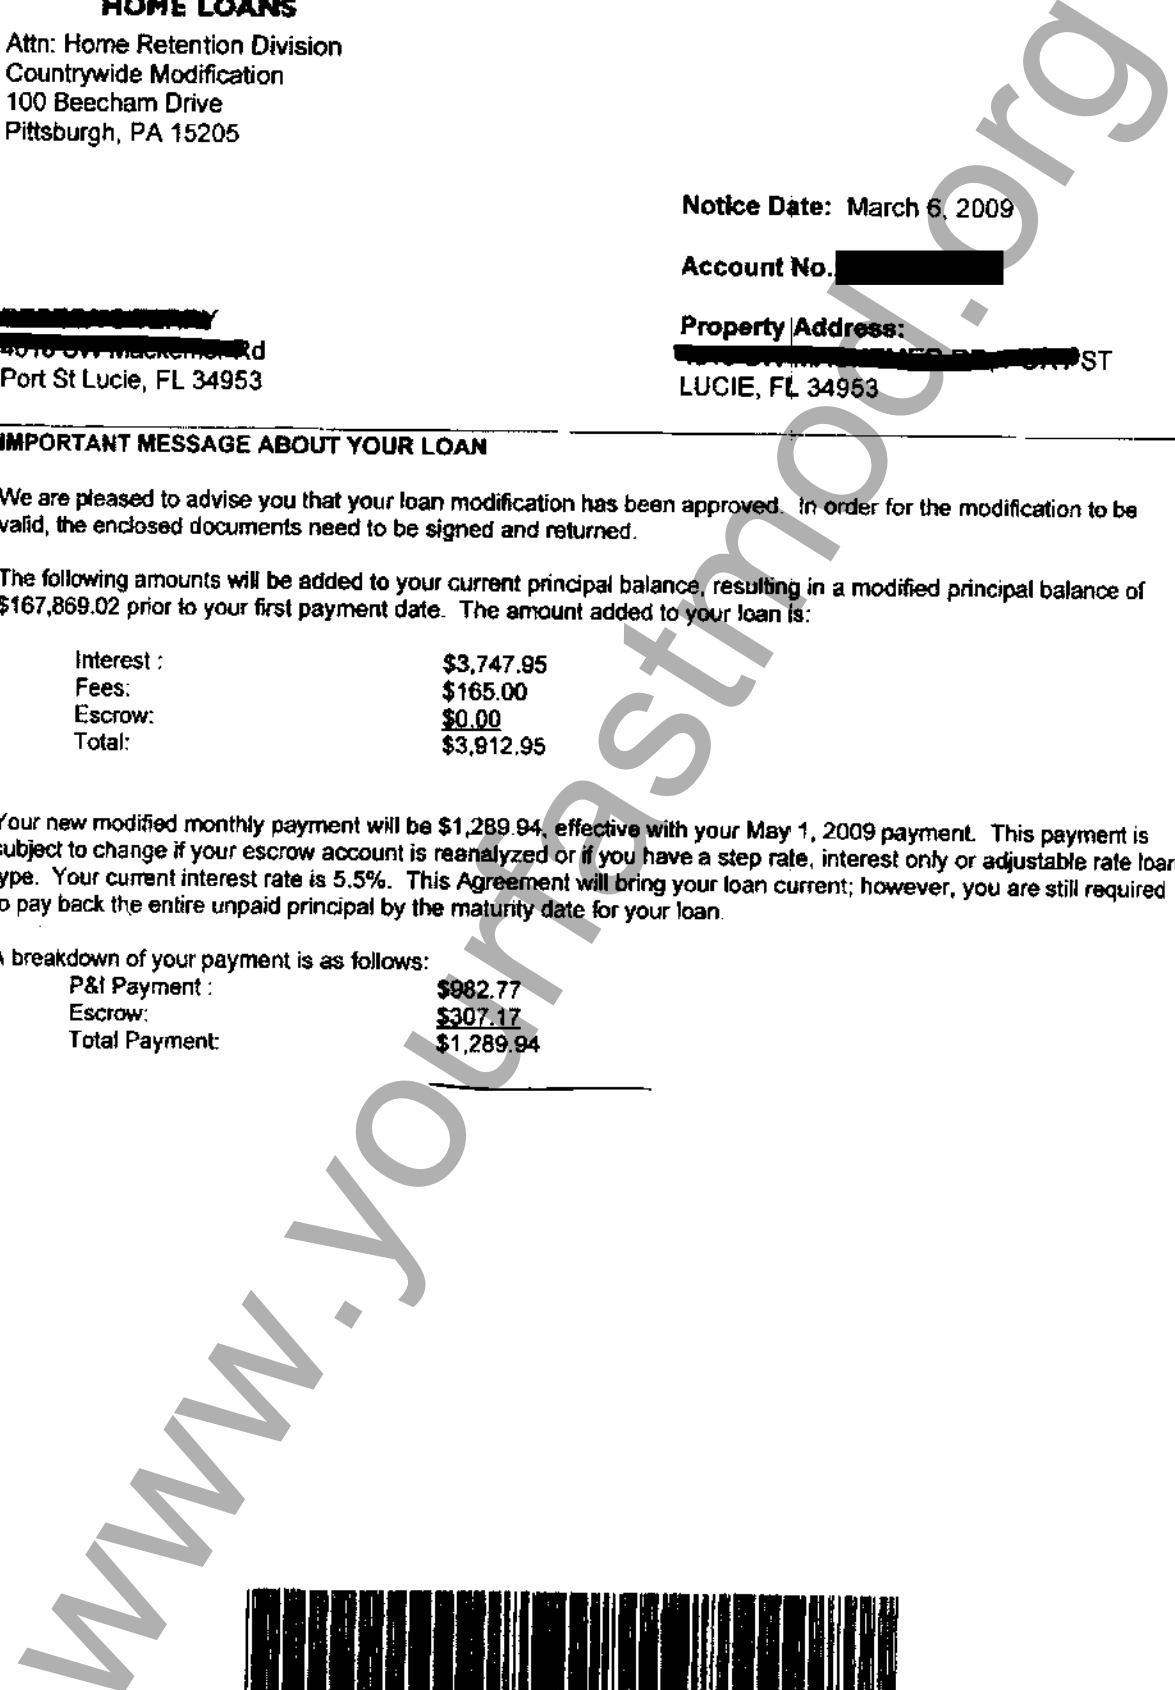 HOME LOANS
Attn: Home Retention Division
Countrywide Modification
100 Beecham Drive
Pittsburgh, PA 15205
Notice Date: March 6, 2009
Account No.
Y
Rd
Port St Lucie, FL 34953
Property Address:
ST
LUCIE, FL 34953
IMPORTANT MESSAGE ABOUT YOUR LOAN
We are pleased to advise you that your loan modification has been approved. In order for the modification to be
valid, the enclosed documents need to be signed and returned.
The following amounts will be added to your current principal balance, resulting in a modified principal balance of
$167,869.02 prior to your first payment date. The amount added to your loan is:
Interest : $3,747.95
Fees: $165.00
Escrow: $0.00
Total: $3,912.95
Your new modified monthly payment will be $1,289.94, effective with your May 1, 2009 payment. This payment is
subject to change if your escrow account is reanalyzed or if you have a step rate, interest only or adjustable rate loan
type. Your current interest rate is 5.5%. This Agreement will bring your loan current; however, you are still required
to pay back the entire unpaid principal by the maturity date for your loan.
A breakdown of your payment is as follows:
P&I Payment : $982.77
Escrow: $307.17
Total Payment: $1,289.94
www.yourfastmod.org